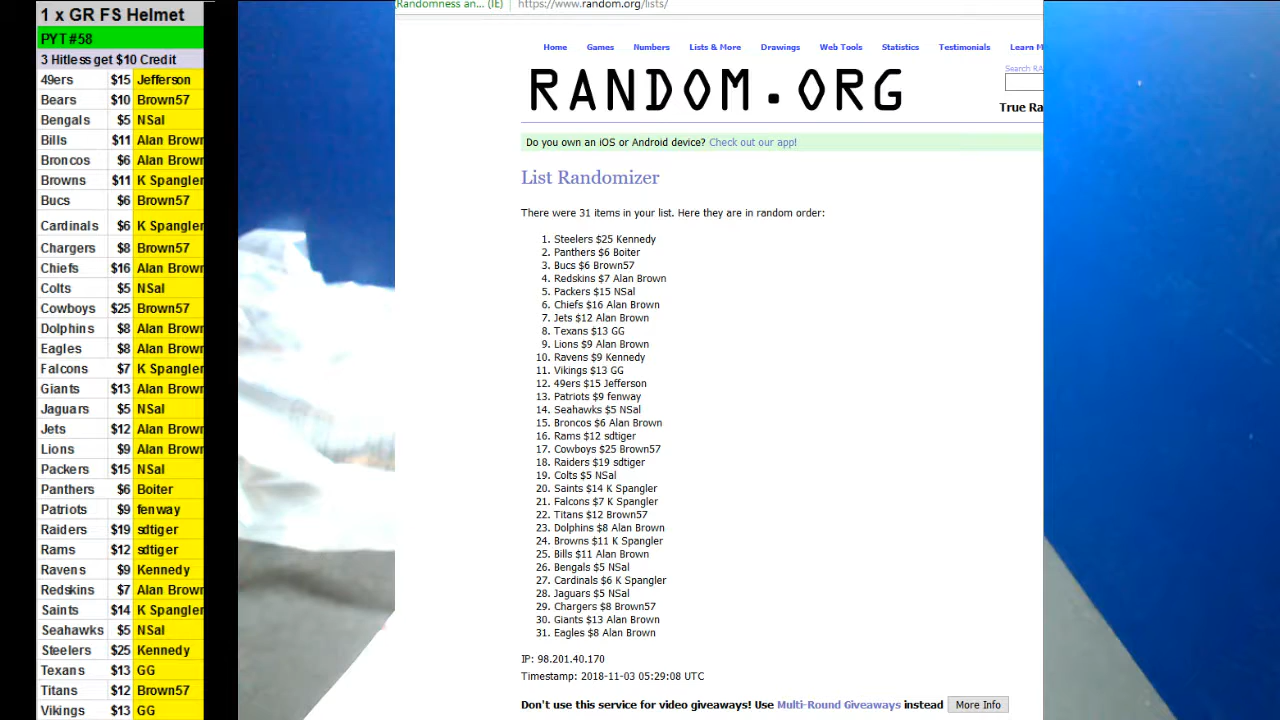 1 x GR FS Helmet
PYT #58
3 Hitless get $10 Credit
49ers $15 Jefferson
Bears $10 Brown57
Bengals $5 NSal
Bills $11 Alan Brown
Broncos $6 Alan Brown
Browns $11 K Spangler
Bucs $6 Brown57
Cardinals $6 K Spangler
Chargers $8 Brown57
Chiefs $16 Alan Brown
Colts $5 NSal
Cowboys $25 Brown57
Dolphins $8 Alan Brown
Eagles $8 Alan Brown
Falcons $7 K Spangler
Giants $13 Alan Brown
Jaguars $5 NSal
Jets $12 Alan Brown
Lions $9 Alan Brown
Packers $15 NSal
Panthers $6 Boiter
Patriots $9 fenway
Raiders $19 sdtiger
Rams $12 sdtiger
Ravens $9 Kennedy
Redskins $7 Alan Brown
Saints $14 K Spangler
Seahawks $5 NSal
Steelers $25 Kennedy
Texans $13 GG
Titans $12 Brown57
Vikings $13 GG
Randomness an... (IE) https://www.random.org/lists/
Home Games Numbers Lists & More Drawings Web Tools Statistics Testimonials Learn M
Search RA
RANDOM.ORG
True Ra
Do you own an iOS or Android device? Check out our app!
List Randomizer
There were 31 items in your list. Here they are in random order:
1. Steelers $25 Kennedy
2. Panthers $6 Boiter
3. Bucs $6 Brown57
4. Redskins $7 Alan Brown
5. Packers $15 NSal
6. Chiefs $16 Alan Brown
7. Jets $12 Alan Brown
8. Texans $13 GG
9. Lions $9 Alan Brown
10. Ravens $9 Kennedy
11. Vikings $13 GG
12. 49ers $15 Jefferson
13. Patriots $9 fenway
14. Seahawks $5 NSal
15. Broncos $6 Alan Brown
16. Rams $12 sdtiger
17. Cowboys $25 Brown57
18. Raiders $19 sdtiger
19. Colts $5 NSal
20. Saints $14 K Spangler
21. Falcons $7 K Spangler
22. Titans $12 Brown57
23. Dolphins $8 Alan Brown
24. Browns $11 K Spangler
25. Bills $11 Alan Brown
26. Bengals $5 NSal
27. Cardinals $6 K Spangler
28. Jaguars $5 NSal
29. Chargers $8 Brown57
30. Giants $13 Alan Brown
31. Eagles $8 Alan Brown
IP: 98.201.40.170
Timestamp: 2018-11-03 05:29:08 UTC
Don't use this service for video giveaways! Use Multi-Round Giveaways instead More Info